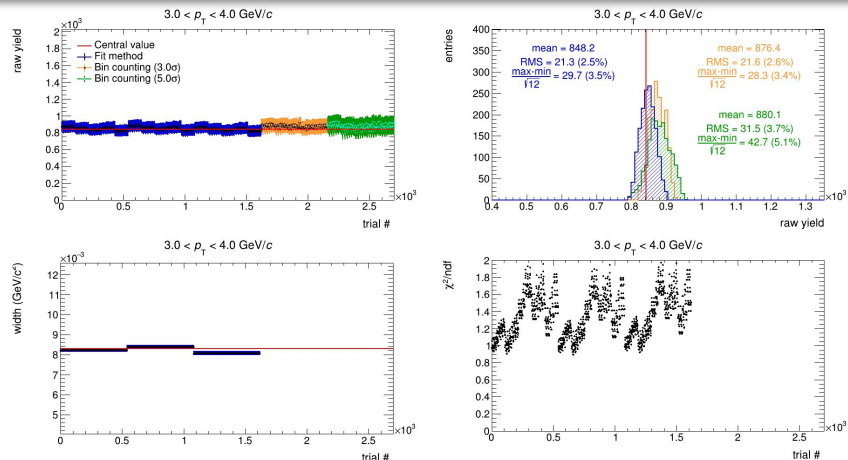 3.0 < p_T < 4.0 GeV/c
raw yield
×10³
2
1.8
1.6
1.4
1.2
1
0.8
0.6
0.4
0.2
0
Central value
Fit method
Bin counting (3.0σ)
Bin counting (5.0σ)
0 0.5 1 1.5 2 2.5 ×10³
trial #
3.0 < p_T < 4.0 GeV/c
entries
400
350
300
250
200
150
100
50
0
mean = 848.2
RMS = 21.3 (2.5%)
max-min/√12 = 29.7 (3.5%)
mean = 876.4
RMS = 21.6 (2.6%)
max-min/√12 = 28.3 (3.4%)
mean = 880.1
RMS = 31.5 (3.7%)
max-min/√12 = 42.7 (5.1%)
0.4 0.5 0.6 0.7 0.8 0.9 1 1.1 1.2 1.3 ×10³
raw yield
3.0 < p_T < 4.0 GeV/c
width (GeV/c²)
×10⁻³
12
11
10
9
8
7
6
5
0 0.5 1 1.5 2 2.5 ×10³
trial #
3.0 < p_T < 4.0 GeV/c
χ²/ndf
2
1.8
1.6
1.4
1.2
1
0.8
0.6
0.4
0.2
0
0 0.5 1 1.5 2 2.5 ×10³
trial #